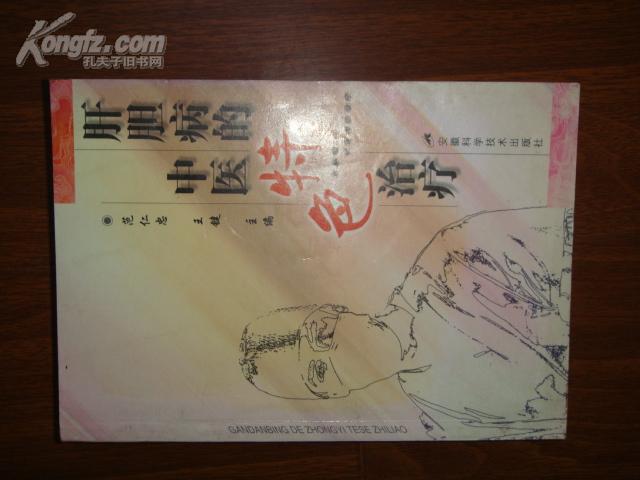 Kongfz.com
孔夫子旧书网
肝胆病的
中医特色治疗
范仁忠 王键 主编
安徽科学技术出版社
GANDANBING DE ZHONGYI TESE ZHILIAO